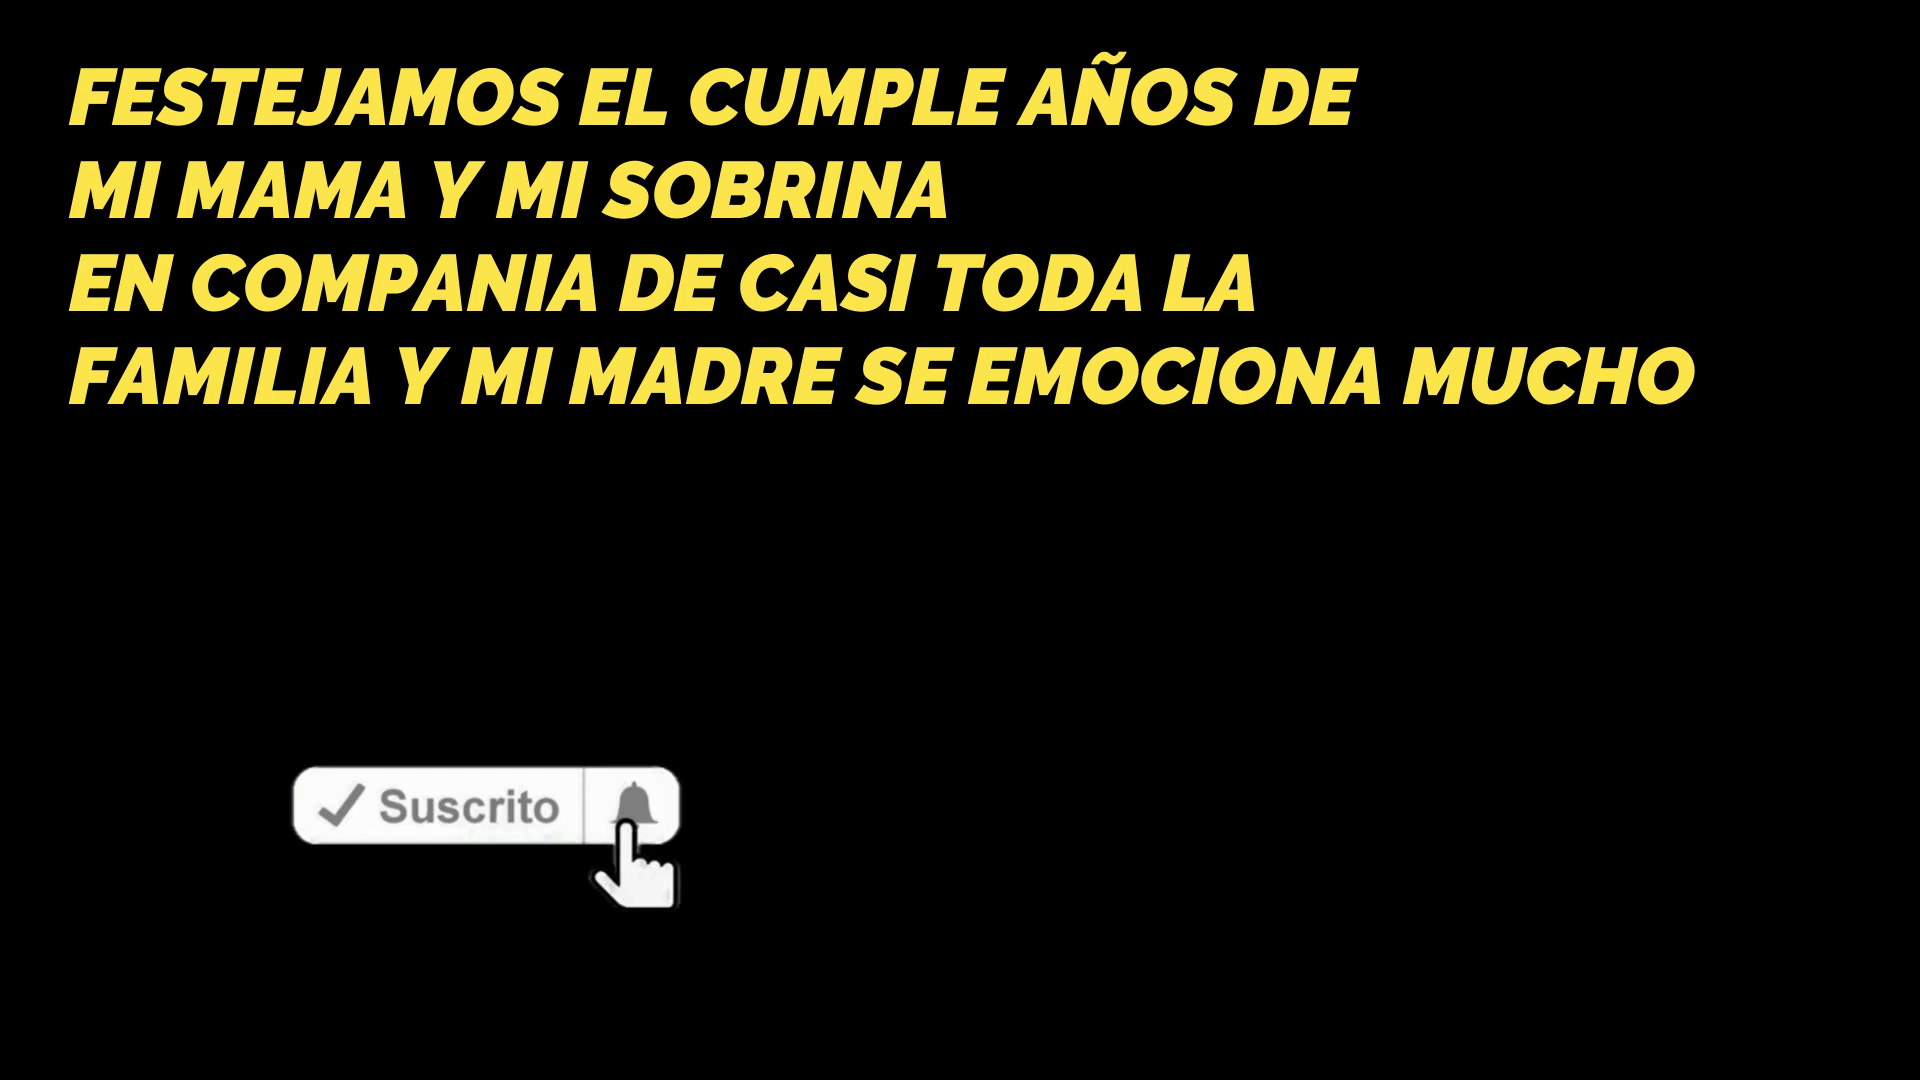 FESTEJAMOS EL CUMPLE AÑOS DE
MI MAMA Y MI SOBRINA
EN COMPANIA DE CASI TODA LA
FAMILIA Y MI MADRE SE EMOCIONA MUCHO
Suscrito